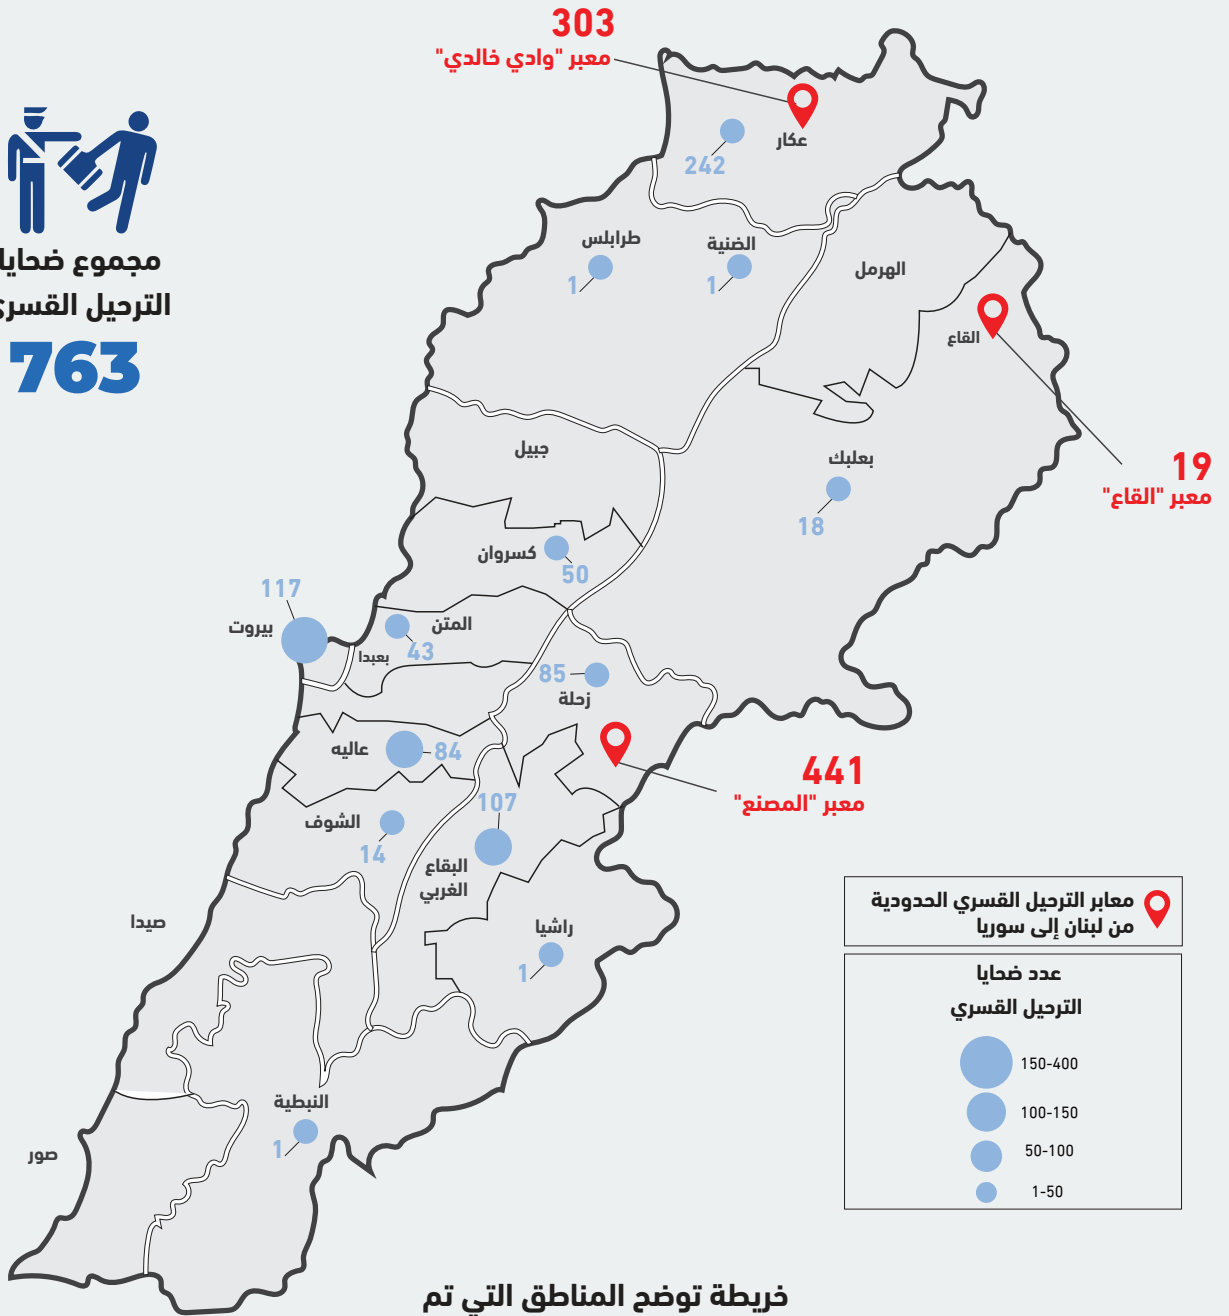 303
معبر "وادي خالدي"
عكار
242
مجموع ضحايا
الترحيل القسري
763
طرابلس
1
الضنية
1
الهرمل
القاع
19
معبر "القاع"
جبيل
بعلبك
18
كسروان
50
117
بيروت
المتن
43
بعبدا
85
زحلة
عاليه
84
441
معبر "المصنع"
107
الشوف
14
البقاع
الغربي
راشيا
1
صيدا
النبطية
1
صور
معابر الترحيل القسري الحدودية
من لبنان إلى سوريا
عدد ضحايا
الترحيل القسري
150-400
100-150
50-100
1-50
خريطة توضح المناطق التي تم